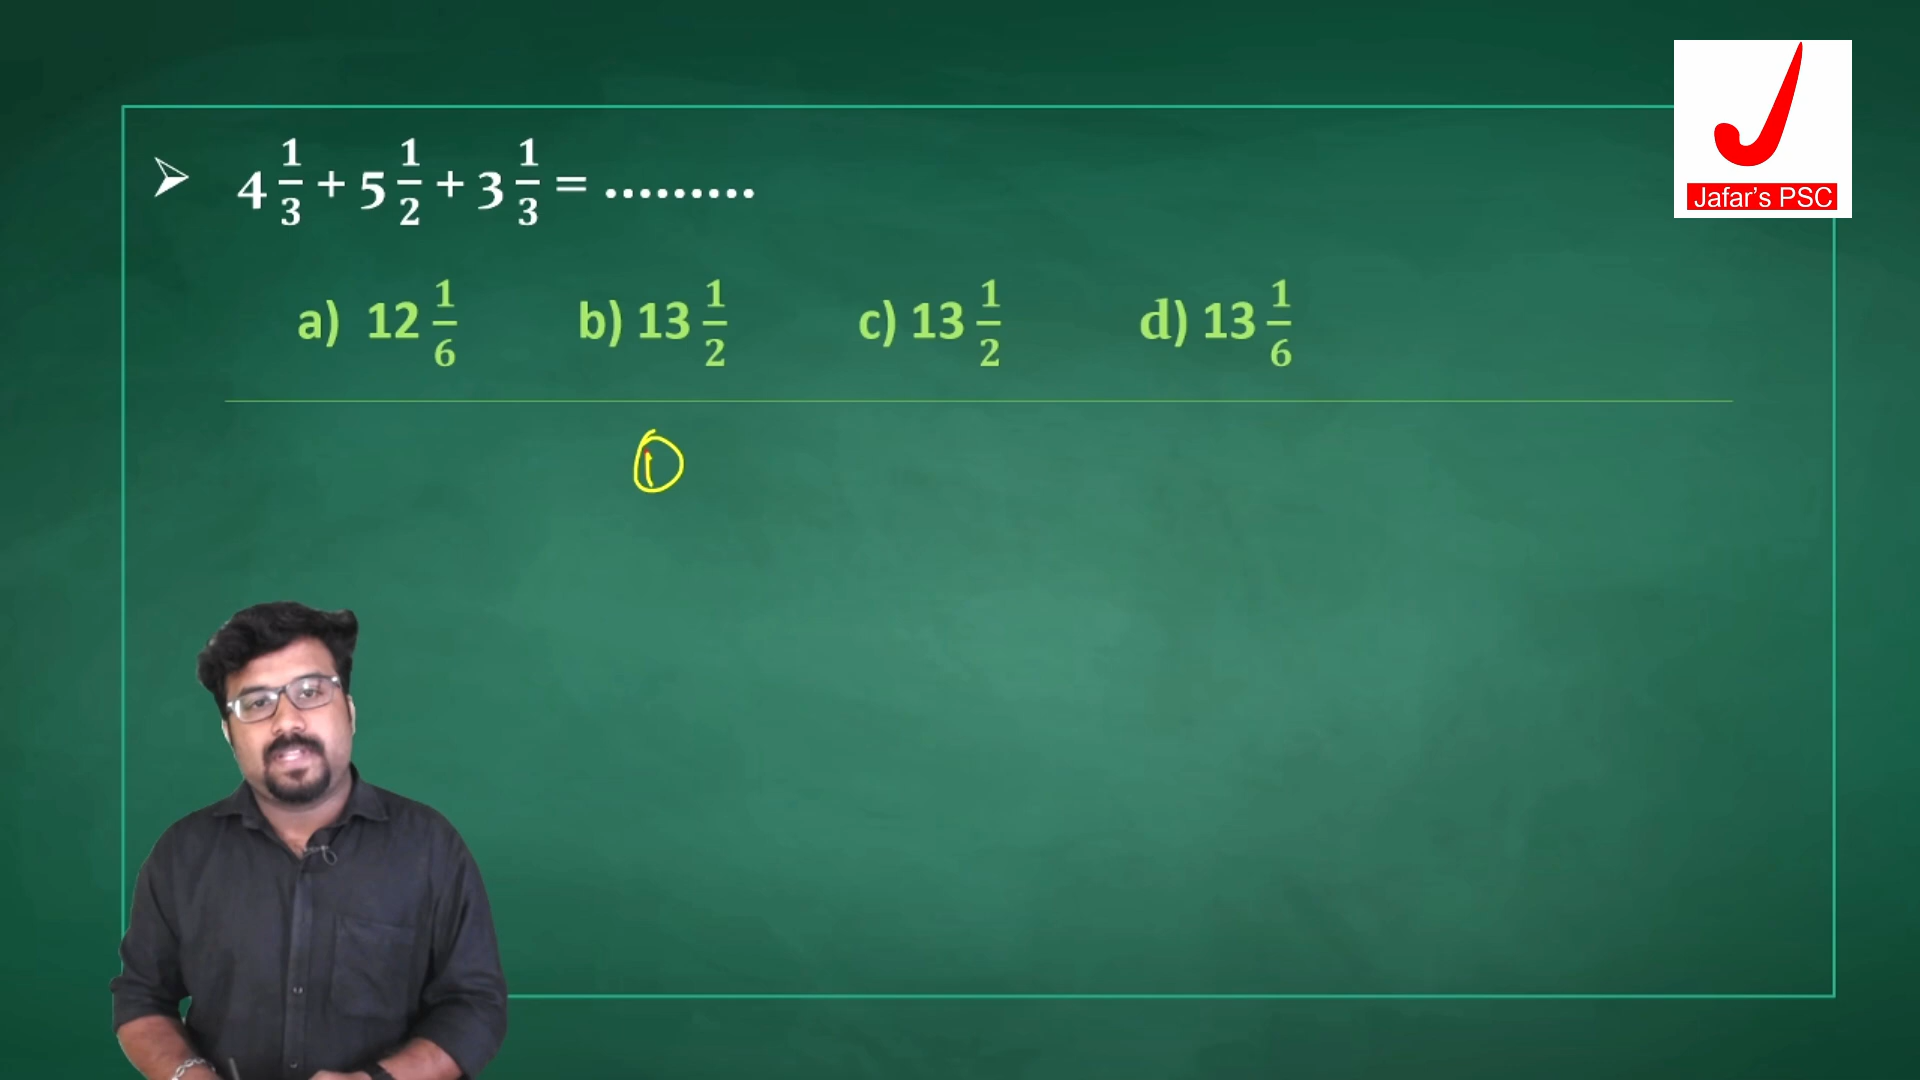 Jafar's PSC
➢ 4 1/3 + 5 1/2 + 3 1/3 = .........
a) 12 1/6 b) 13 1/2 c) 13 1/2 d) 13 1/6
①